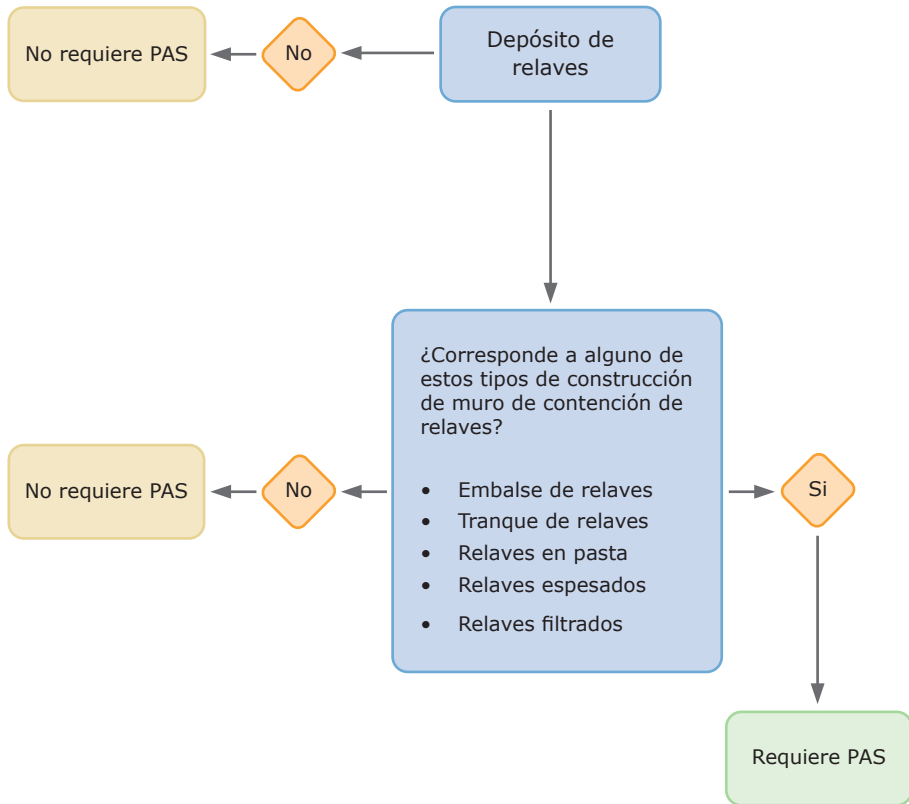 No requiere PAS
No
Depósito de
relaves
¿Corresponde a alguno de
estos tipos de construcción
de muro de contención de
relaves?
• Embalse de relaves
• Tranque de relaves
• Relaves en pasta
• Relaves espesados
• Relaves filtrados
No requiere PAS
No
Si
Requiere PAS